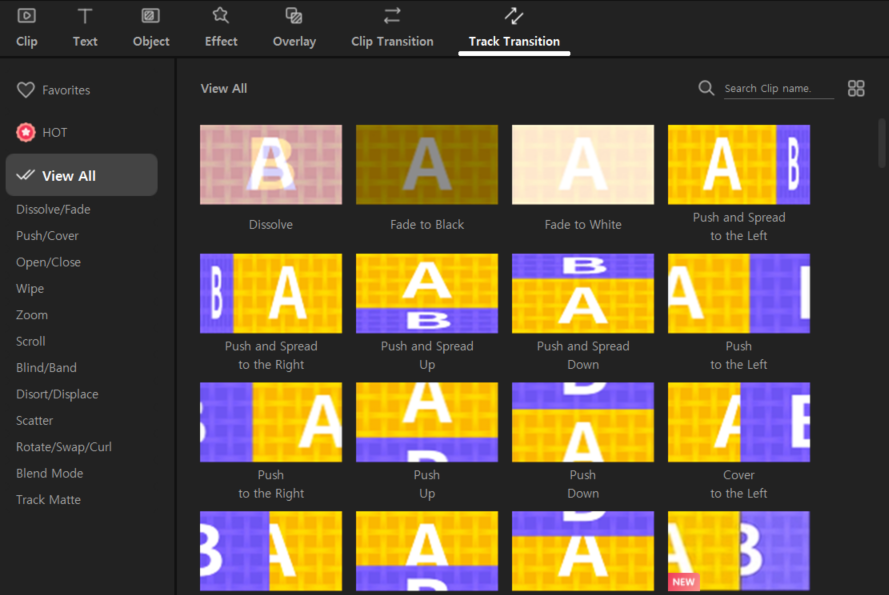 Clip Text Object Effect Overlay Clip Transition Track Transition
Favorites
HOT
View All
Dissolve/Fade
Push/Cover
Open/Close
Wipe
Zoom
Scroll
Blind/Band
Disort/Displace
Scatter
Rotate/Swap/Curl
Blend Mode
Track Matte
View All
Search Clip name.
A B
A
A
A B
Dissolve
Fade to Black
Fade to White
Push and Spread
to the Left
B A
A
B
B
A
A B
Push and Spread
to the Right
Push and Spread
Up
Push and Spread
Down
Push
to the Left
B A
A
B
B
A
A B
Push
to the Right
Push
Up
Push
Down
Cover
to the Left
B A
A
B
B
A
A B
NEW